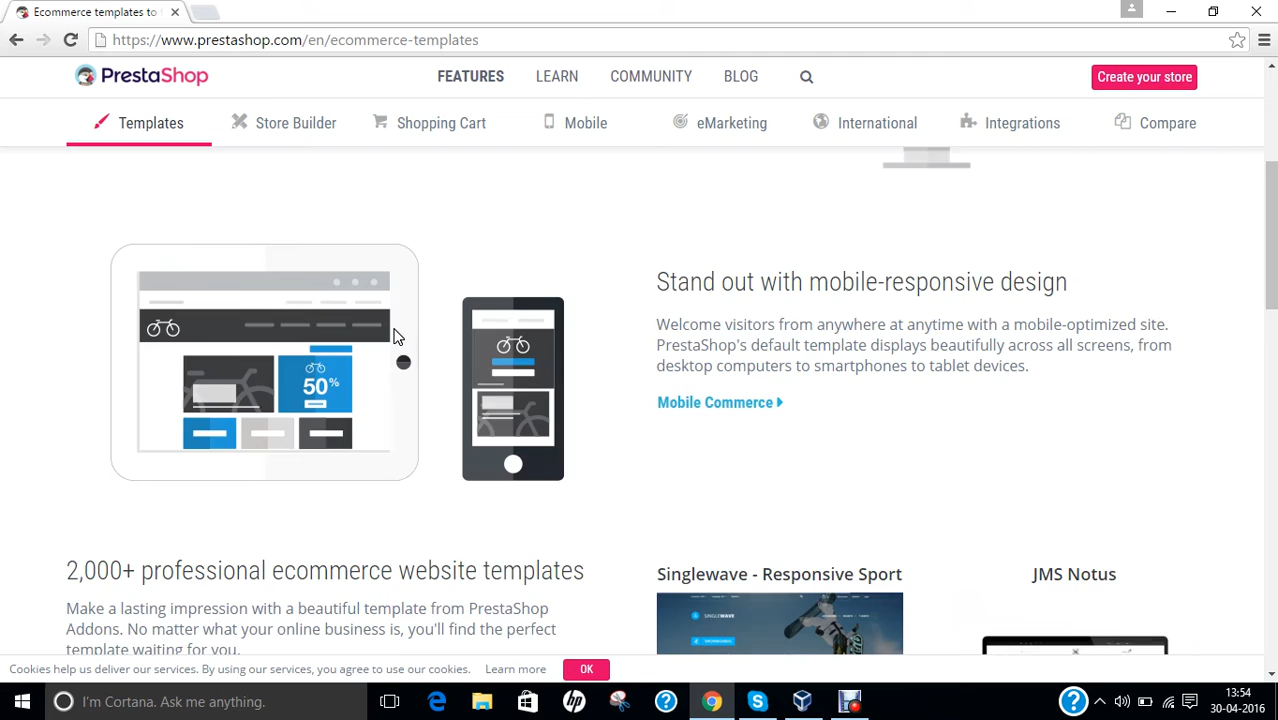 Ecommerce templates to
https://www.prestashop.com/en/ecommerce-templates
PrestaShop
FEATURES
LEARN
COMMUNITY
BLOG
Create your store
Templates
Store Builder
Shopping Cart
Mobile
eMarketing
International
Integrations
Compare
50%
Stand out with mobile-responsive design
Welcome visitors from anywhere at anytime with a mobile-optimized site.
PrestaShop's default template displays beautifully across all screens, from
desktop computers to smartphones to tablet devices.
Mobile Commerce
2,000+ professional ecommerce website templates
Make a lasting impression with a beautiful template from PrestaShop
Addons. No matter what your online business is, you'll find the perfect
template waiting for you.
Singlewave - Responsive Sport
SINGLEWAVE
JMS Notus
Cookies help us deliver our services. By using our services, you agree to use our cookies.
Learn more
OK
I'm Cortana. Ask me anything.
hp
13:54
30-04-2016